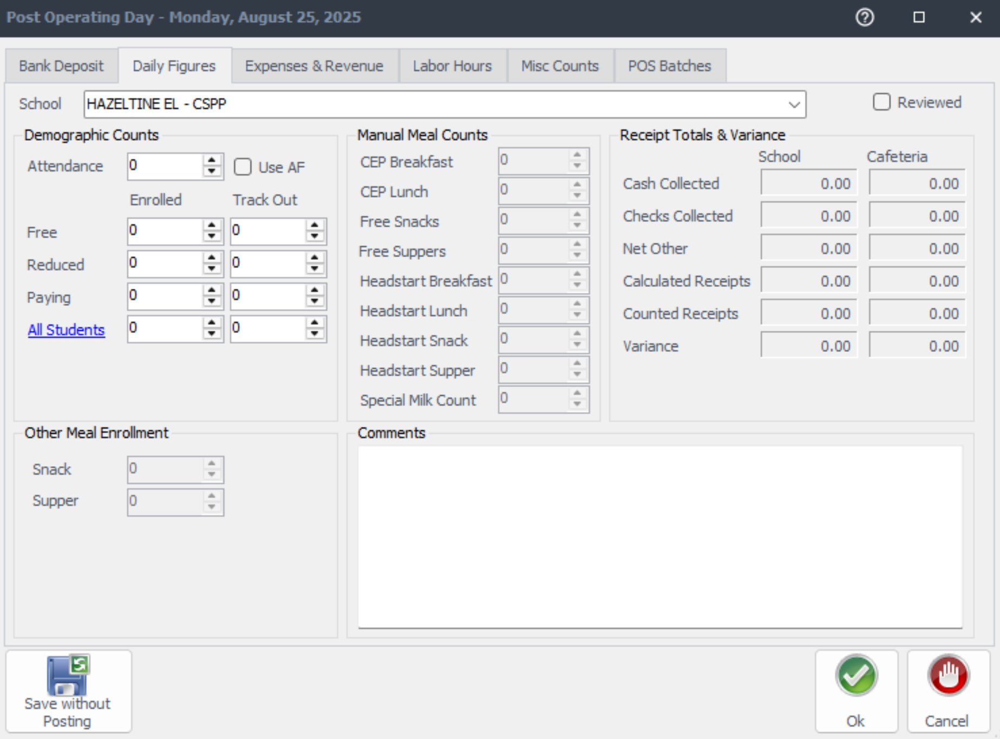 Post Operating Day - Monday, August 25, 2025
Bank Deposit Daily Figures Expenses & Revenue Labor Hours Misc Counts POS Batches
School HAZELTINE EL - CSPP Reviewed
Demographic Counts
Attendance 0 Use AF
Enrolled Track Out
Free 0 0
Reduced 0 0
Paying 0 0
All Students 0 0
Manual Meal Counts
CEP Breakfast 0
CEP Lunch 0
Free Snacks 0
Free Suppers 0
Headstart Breakfast 0
Headstart Lunch 0
Headstart Snack 0
Headstart Supper 0
Special Milk Count 0
Receipt Totals & Variance
School Cafeteria
Cash Collected 0.00 0.00
Checks Collected 0.00 0.00
Net Other 0.00 0.00
Calculated Receipts 0.00 0.00
Counted Receipts 0.00 0.00
Variance 0.00 0.00
Other Meal Enrollment
Snack 0
Supper 0
Comments
Save without
Posting
Ok
Cancel